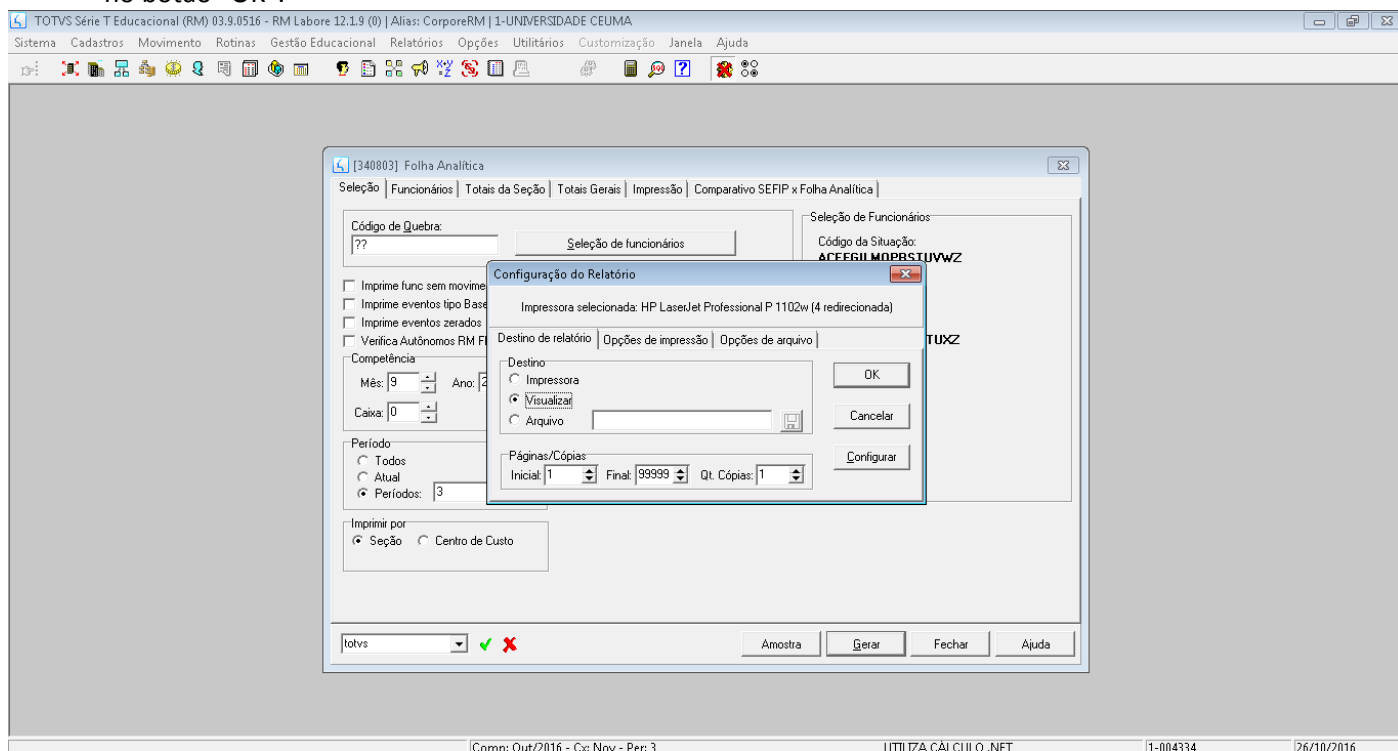 no botão "OK".
TOTVS Série T Educacional (RM) 03.9.0516 - RM Labore 12.1.9 (0) | Alias: CorporeRM | 1-UNIVERSIDADE CEUMA
Sistema Cadastros Movimento Rotinas Gestão Educacional Relatórios Opções Utilitários Customização Janela Ajuda
[340803] Folha Analítica
Seleção Funcionários Totais da Seção Totais Gerais Impressão Comparativo SEFIP x Folha Analítica
Código de Quebra:
??
Seleção de funcionários
Seleção de Funcionários
Código da Situação:
Configuração do Relatório
Imprime func sem movime
Imprime eventos tipo Base
Imprime eventos zerados
Verifica Autônomos RM Fl
Impressora selecionada: HP LaserJet Professional P 1102w (4 redirecionada)
Destino de relatório Opções de impressão Opções de arquivo
TUXZ
Competência
Mês: 9 Ano: 2
Caixa: 0
Destino
Impressora
Visualizar
Arquivo
OK
Cancelar
Configurar
Páginas/Cópias
Inicial: 1 Final: 99999 Qt. Cópias: 1
Período
Todos
Atual
Períodos: 3
Imprimir por
Seção Centro de Custo
totvs
Amostra Gerar Fechar Ajuda
Comp: Out/2016 - Cx: Nov - Per: 3 UTILIZA CÁLCULO .NET 1-004334 26/10/2016